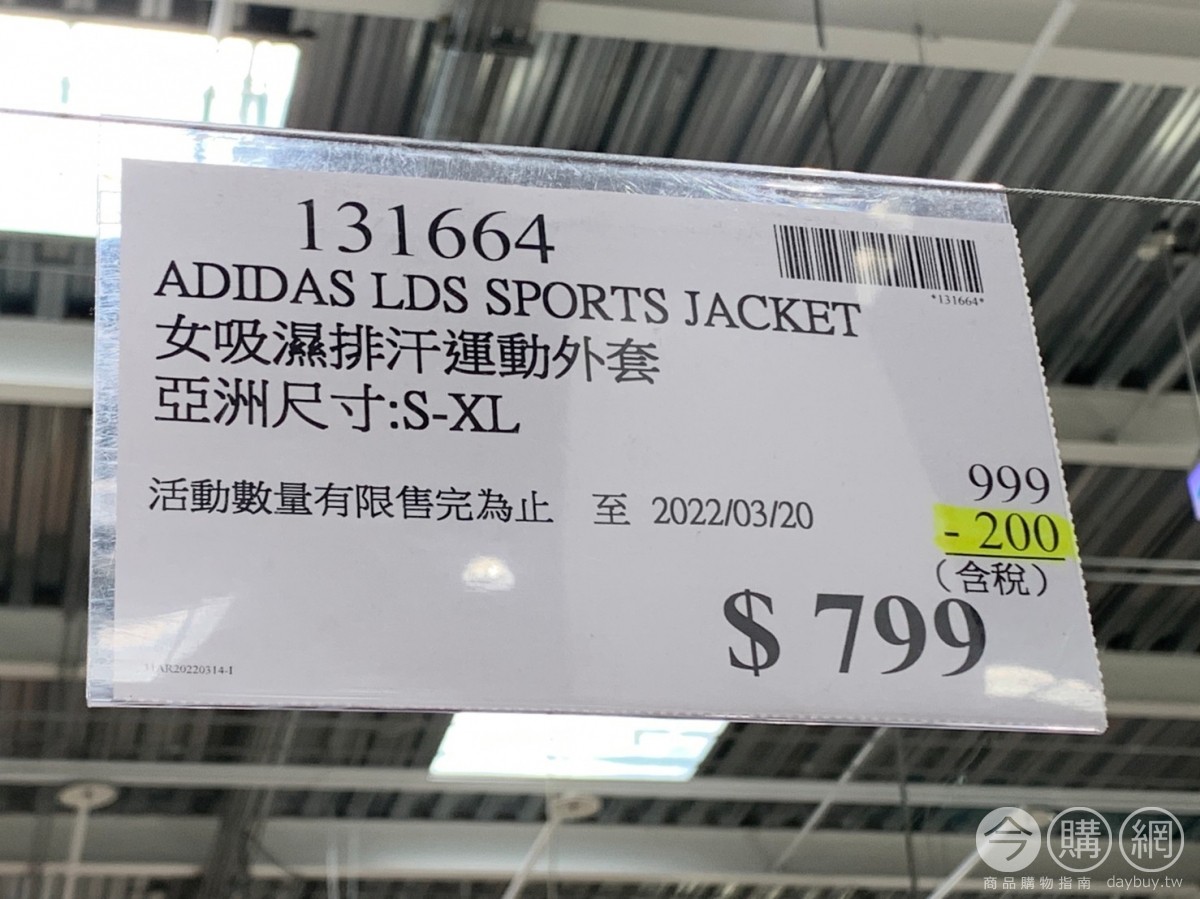 131664
*131664*
ADIDAS LDS SPORTS JACKET
女吸濕排汗運動外套
亞洲尺寸:S-XL
活動數量有限售完為止 至 2022/03/20
999
- 200
(含稅)
$ 799
MAR20220314-1
今購網
商品購物指南 daybuy.tw